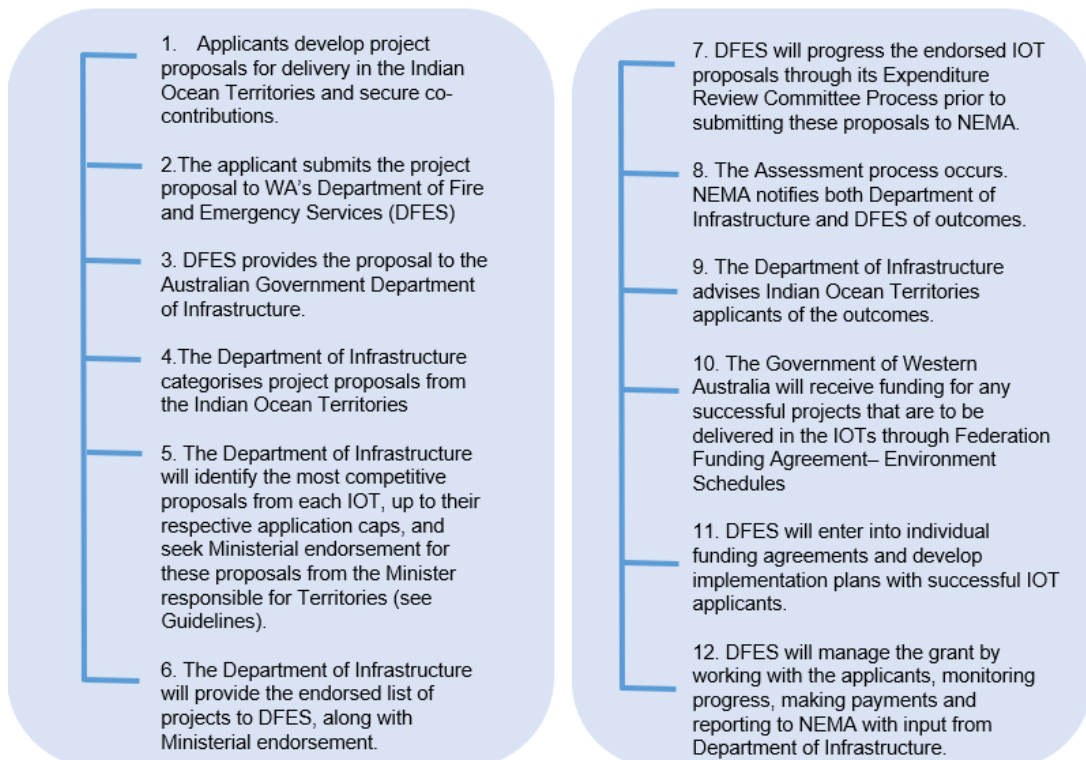 1. Applicants develop project
proposals for delivery in the Indian
Ocean Territories and secure co-
contributions.
2.The applicant submits the project
proposal to WA's Department of Fire
and Emergency Services (DFES)
3. DFES provides the proposal to the
Australian Government Department
of Infrastructure.
4.The Department of Infrastructure
categorises project proposals from
the Indian Ocean Territories
5. The Department of Infrastructure
will identify the most competitive
proposals from each IOT, up to their
respective application caps, and
seek Ministerial endorsement for
these proposals from the Minister
responsible for Territories (see
Guidelines).
6. The Department of Infrastructure
will provide the endorsed list of
projects to DFES, along with
Ministerial endorsement.
7. DFES will progress the endorsed IOT
proposals through its Expenditure
Review Committee Process prior to
submitting these proposals to NEMA.
8. The Assessment process occurs.
NEMA notifies both Department of
Infrastructure and DFES of outcomes.
9. The Department of Infrastructure
advises Indian Ocean Territories
applicants of the outcomes.
10. The Government of Western
Australia will receive funding for any
successful projects that are to be
delivered in the IOTs through Federation
Funding Agreement– Environment
Schedules
11. DFES will enter into individual
funding agreements and develop
implementation plans with successful IOT
applicants.
12. DFES will manage the grant by
working with the applicants, monitoring
progress, making payments and
reporting to NEMA with input from
Department of Infrastructure.